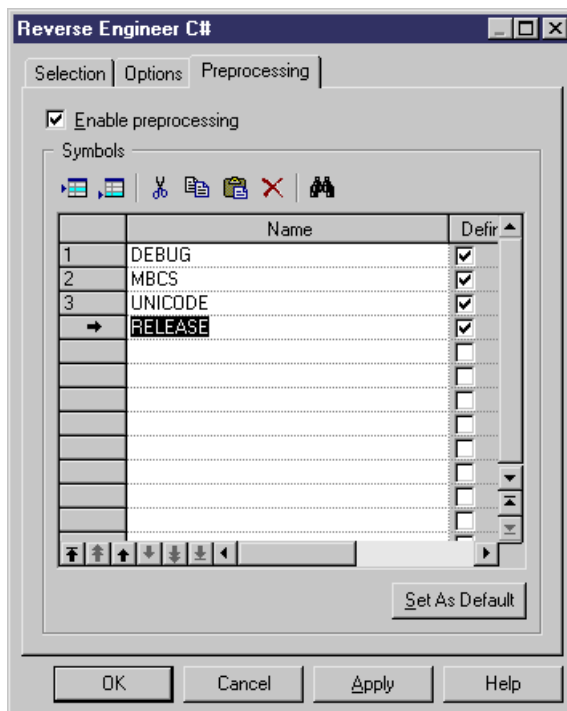 Reverse Engineer C#
Selection Options Preprocessing
Enable preprocessing
Symbols
Name Defin
1 DEBUG
2 MBCS
3 UNICODE
RELEASE
Set As Default
OK Cancel Apply Help